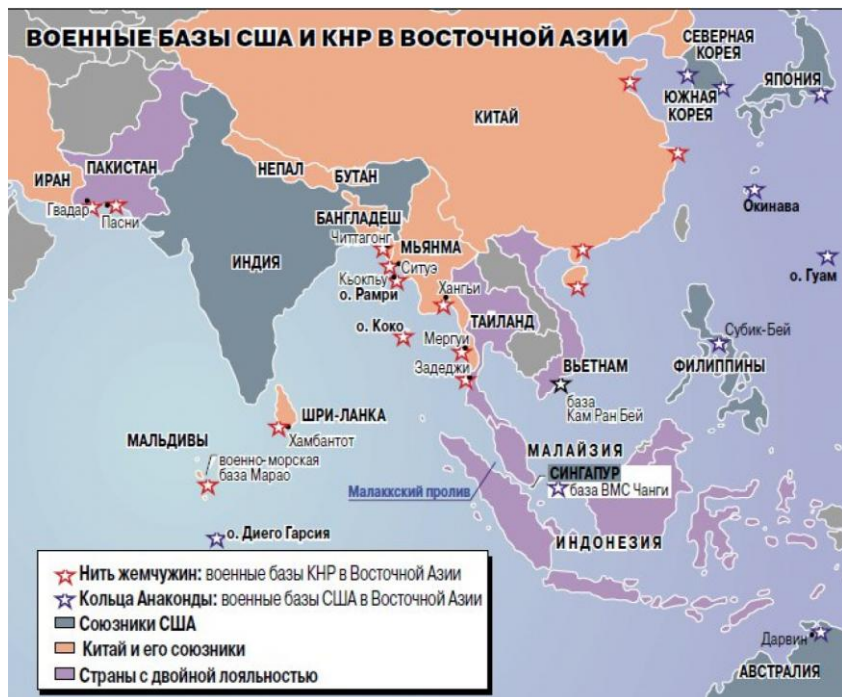 ВОЕННЫЕ БАЗЫ США И КНР В ВОСТОЧНОЙ АЗИИ
СЕВЕРНАЯ
КОРЕЯ
ЯПОНИЯ
ЮЖНАЯ
КОРЕЯ
КИТАЙ
ПАКИСТАН
ИРАН
НЕПАЛ
БУТАН
Гвадар
Пасни
Окинава
БАНГЛАДЕШ
Читтагонг
МЬЯНМА
ИНДИЯ
Ситуэ
Кьокпьу
о. Рамри
Хангьи
о. Гуам
о. Коко
ТАИЛАНД
Мергуи
Субик-Бей
Задеджи
ВЬЕТНАМ
ФИЛИППИНЫ
база
Кам Ран Бей
ШРИ-ЛАНКА
Хамбантот
МАЛЬДИВЫ
военно-морская
база Марао
МАЛАЙЗИЯ
СИНГАПУР
база ВМС Чанги
Малаккский пролив
о. Диего Гарсия
ИНДОНЕЗИЯ
Нить жемчужин: военные базы КНР в Восточной Азии
Кольца Анаконды: военные базы США в Восточной Азии
Союзники США
Китай и его союзники
Страны с двойной лояльностью
Дарвин
АВСТРАЛИЯ